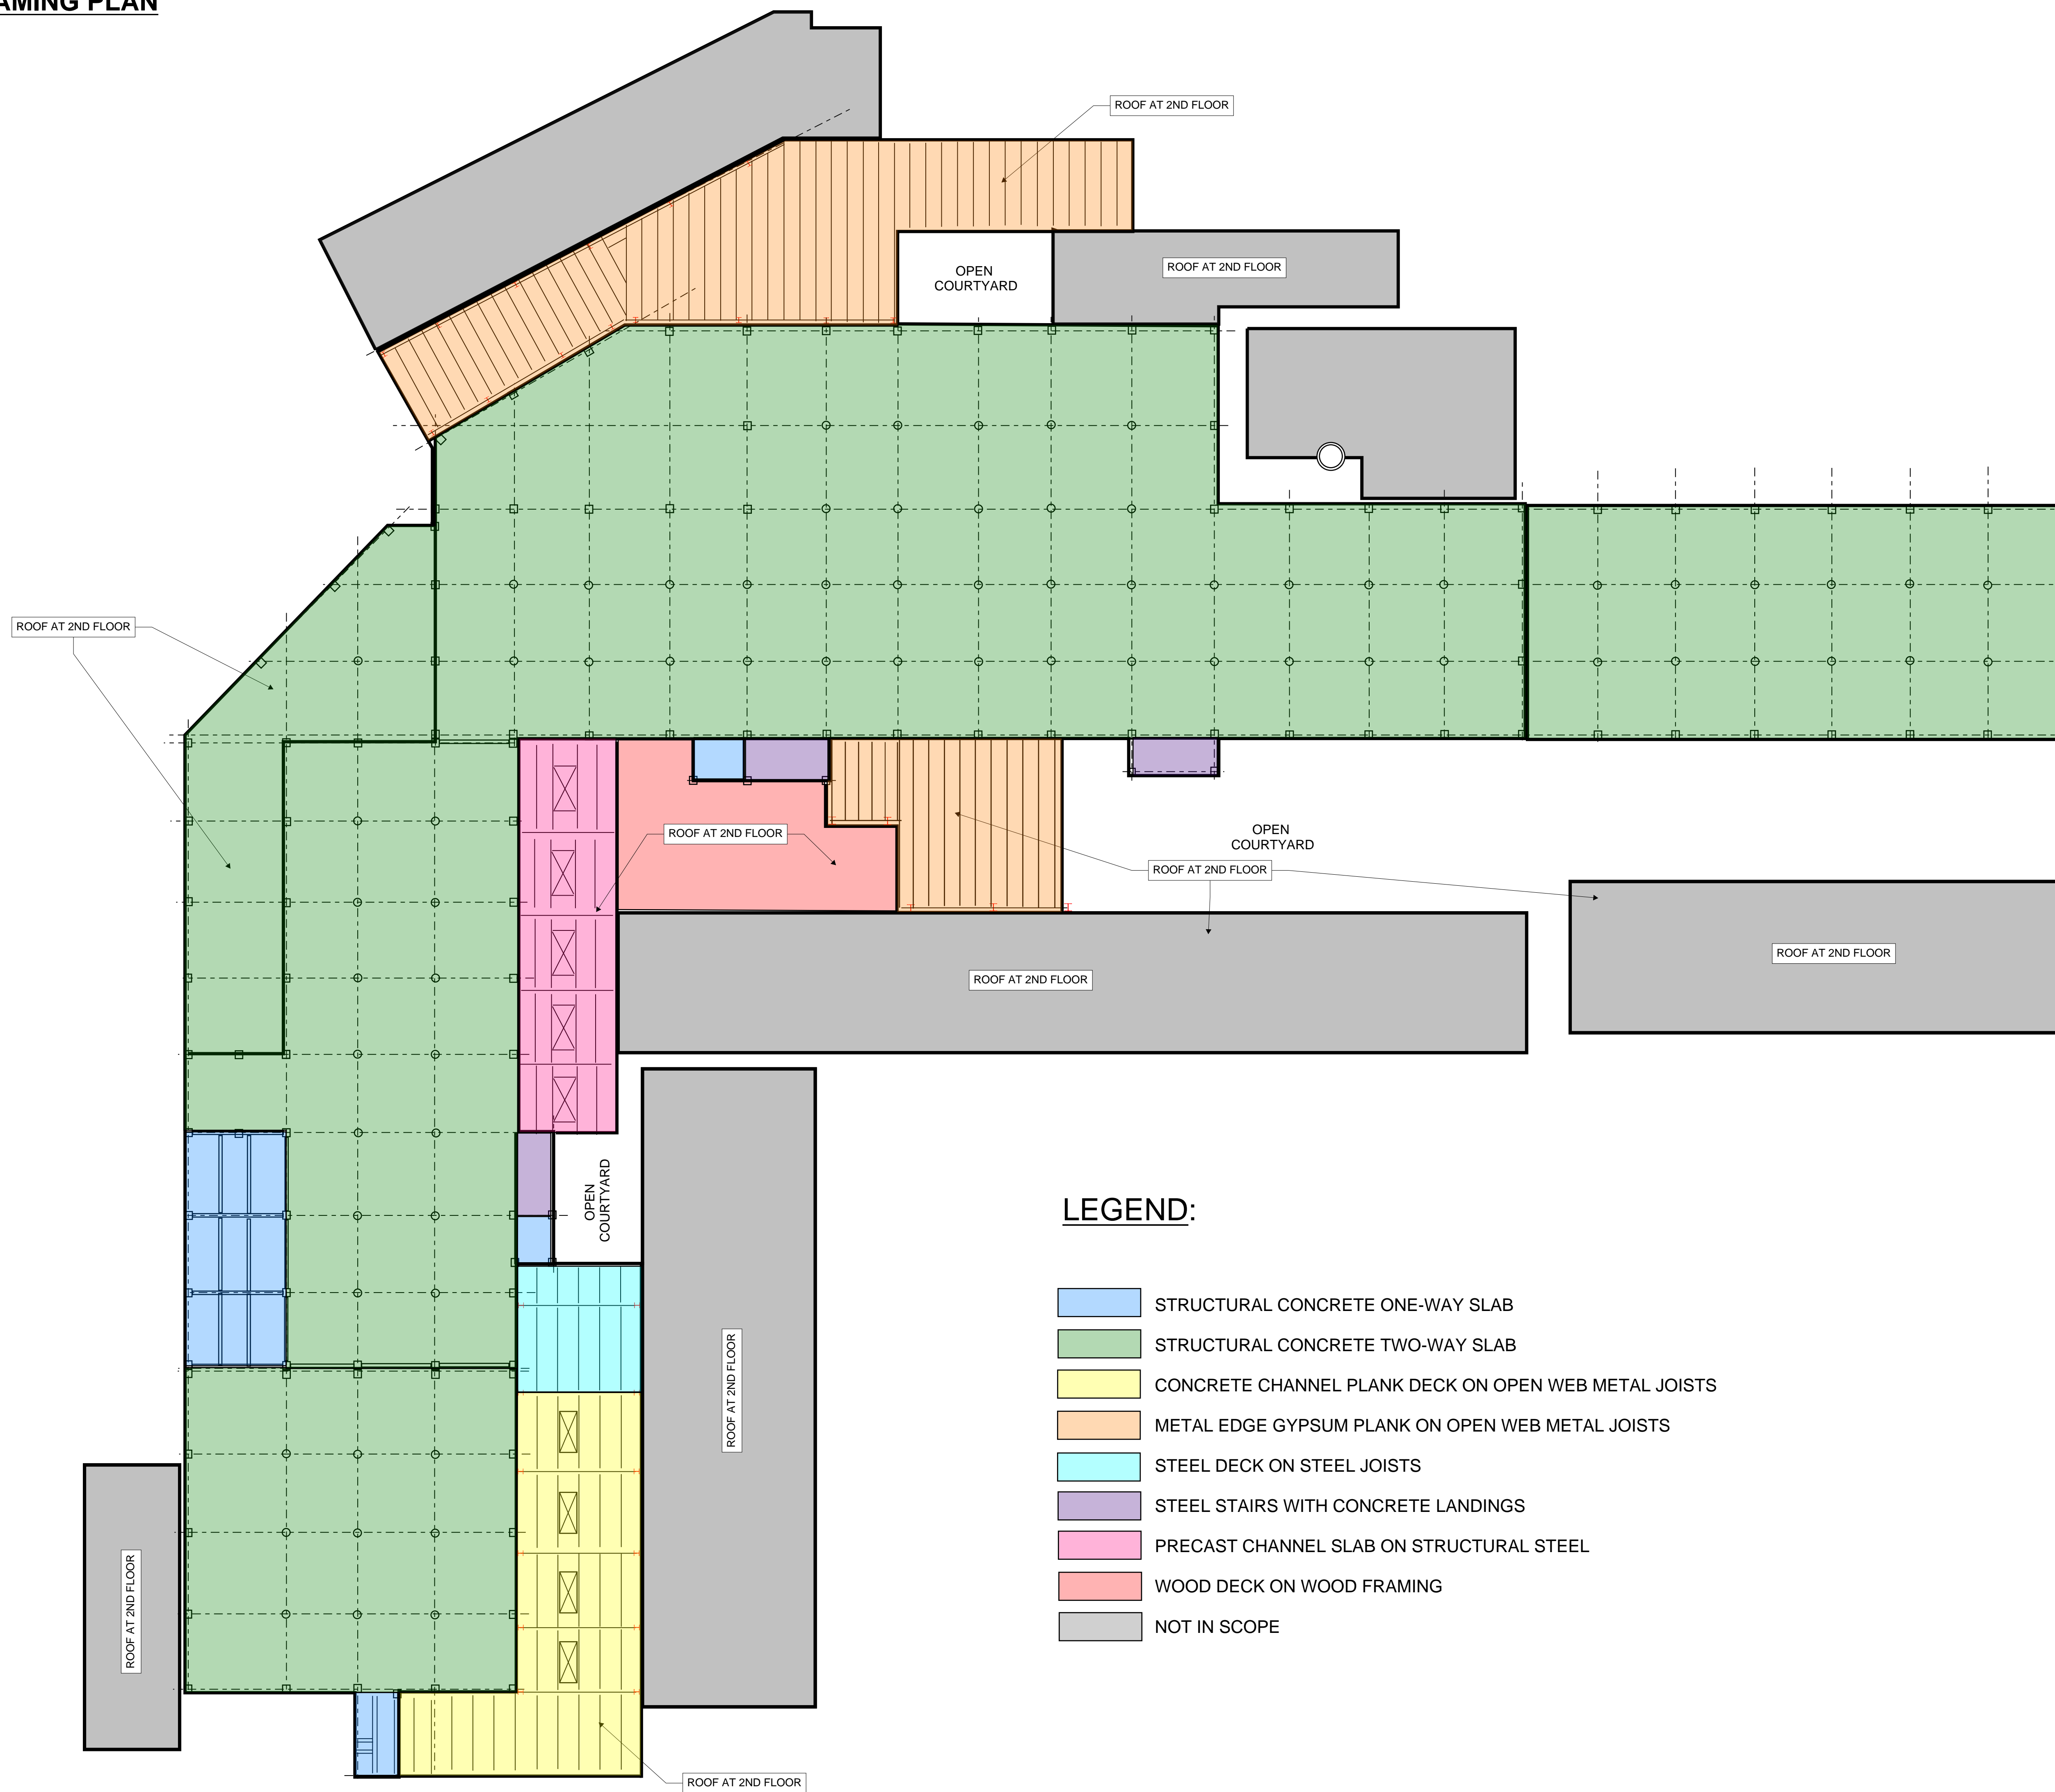 AMING PLAN
ROOF AT 2ND FLOOR
OPEN
COURTYARD
ROOF AT 2ND FLOOR
ROOF AT 2ND FLOOR
ROOF AT 2ND FLOOR
OPEN
COURTYARD
ROOF AT 2ND FLOOR
ROOF AT 2ND FLOOR
ROOF AT 2ND FLOOR
OPEN
COURTYARD
ROOF AT 2ND FLOOR
ROOF AT 2ND FLOOR
ROOF AT 2ND FLOOR
LEGEND:
STRUCTURAL CONCRETE ONE-WAY SLAB
STRUCTURAL CONCRETE TWO-WAY SLAB
CONCRETE CHANNEL PLANK DECK ON OPEN WEB METAL JOISTS
METAL EDGE GYPSUM PLANK ON OPEN WEB METAL JOISTS
STEEL DECK ON STEEL JOISTS
STEEL STAIRS WITH CONCRETE LANDINGS
PRECAST CHANNEL SLAB ON STRUCTURAL STEEL
WOOD DECK ON WOOD FRAMING
NOT IN SCOPE